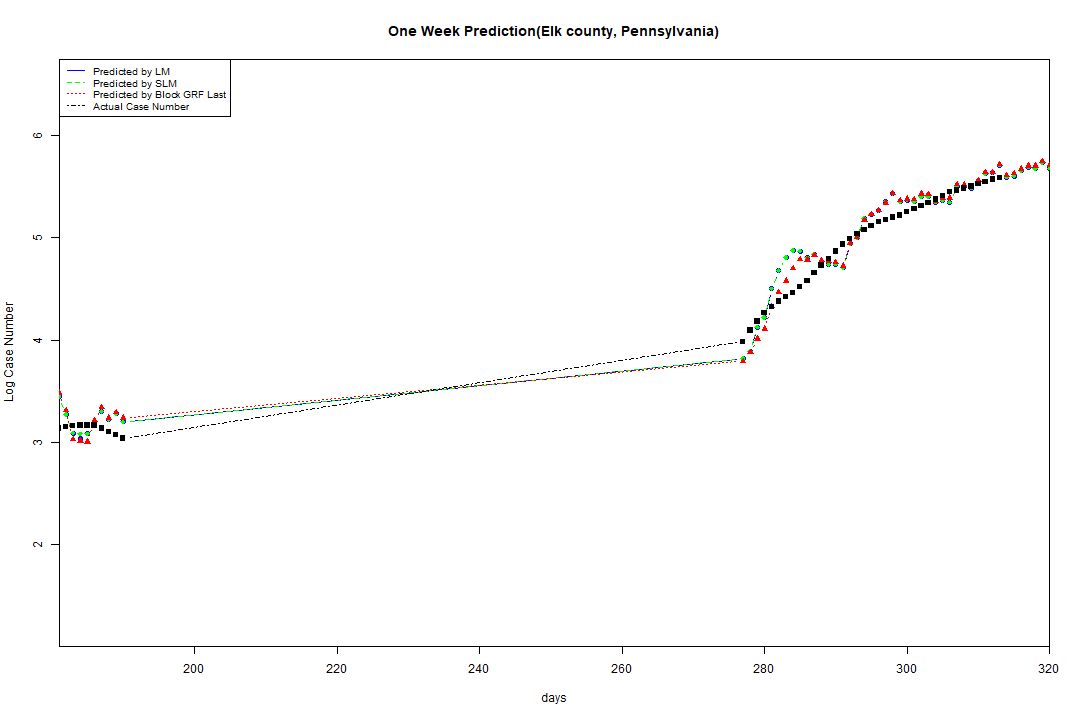 One Week Prediction(Elk county, Pennsylvania)
Predicted by LM
Predicted by SLM
Predicted by Block GRF Last
Actual Case Number
6
5
4
3
2
Log Case Number
200 220 240 260 280 300 320
days